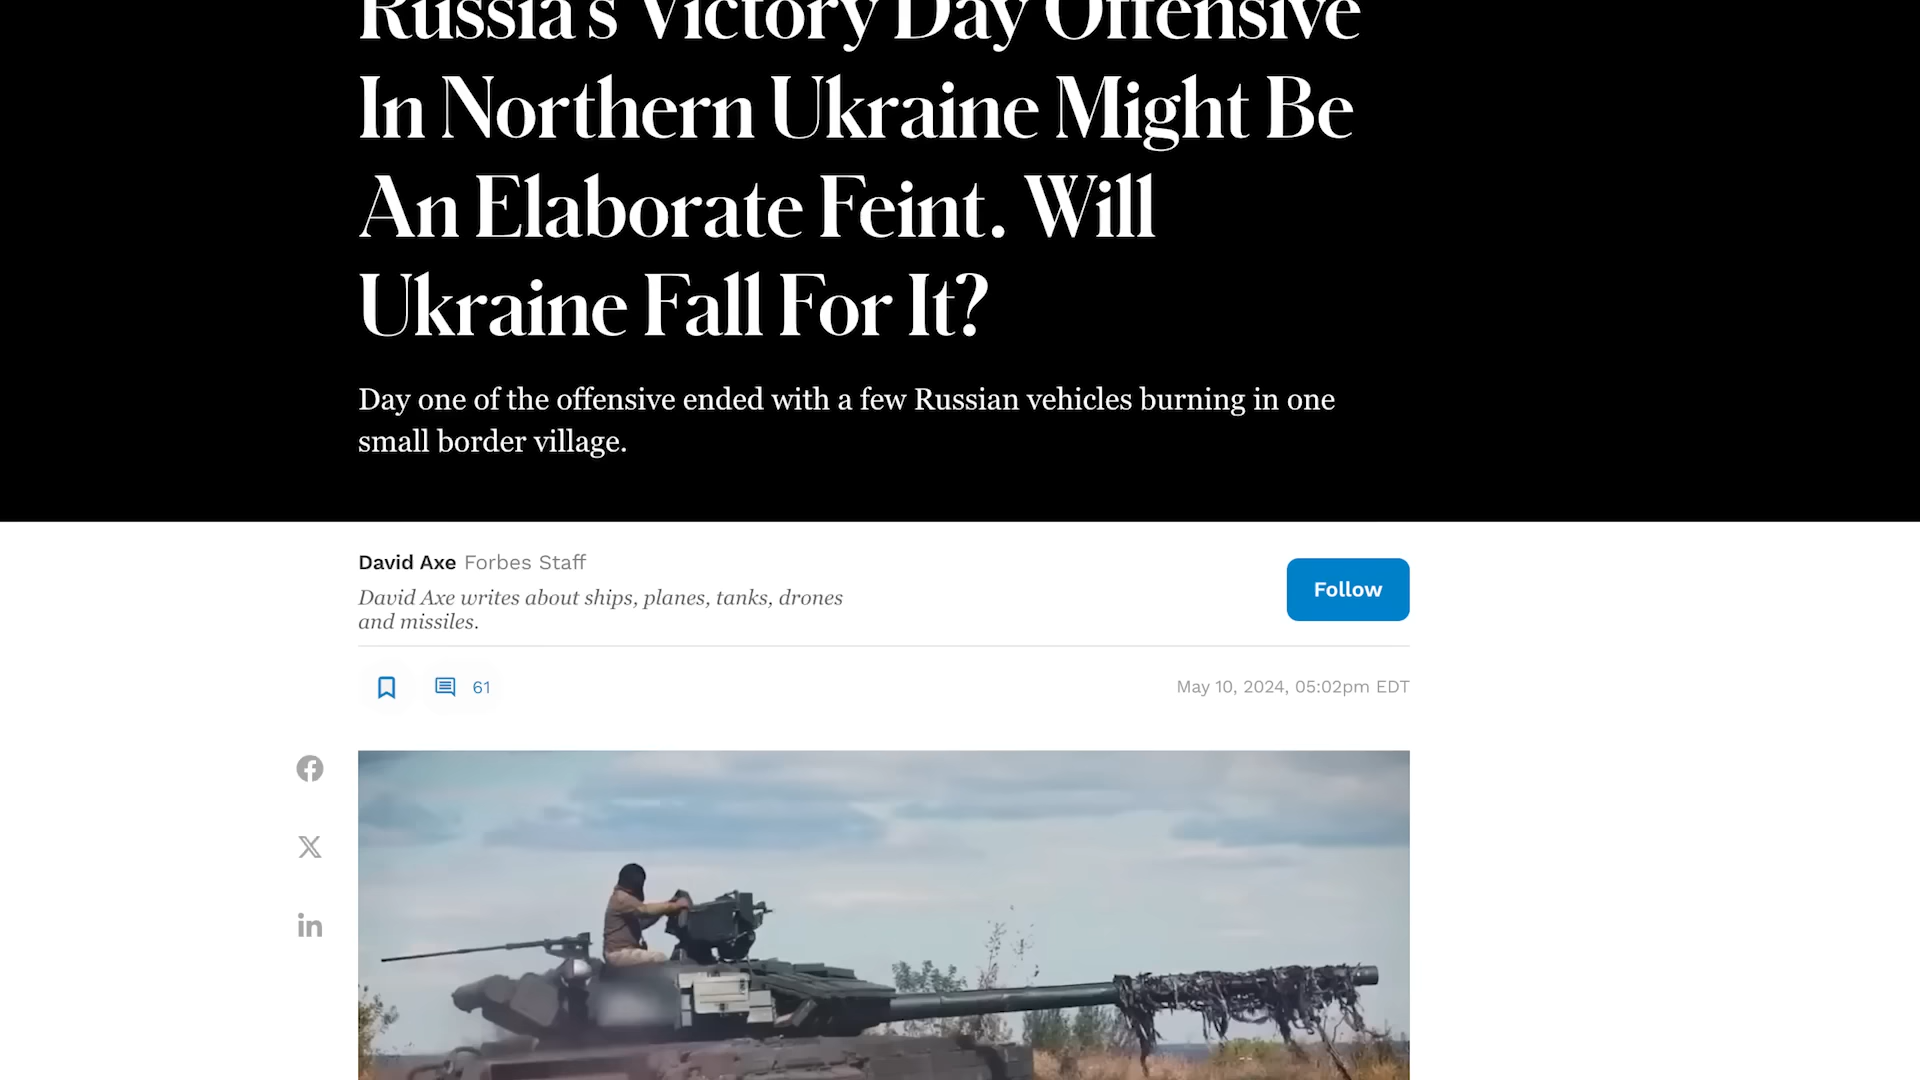 Russia's Victory Day Offensive
In Northern Ukraine Might Be
An Elaborate Feint. Will
Ukraine Fall For It?
Day one of the offensive ended with a few Russian vehicles burning in one
small border village.
David Axe Forbes Staff
David Axe writes about ships, planes, tanks, drones
and missiles.
Follow
61
May 10, 2024, 05:02pm EDT